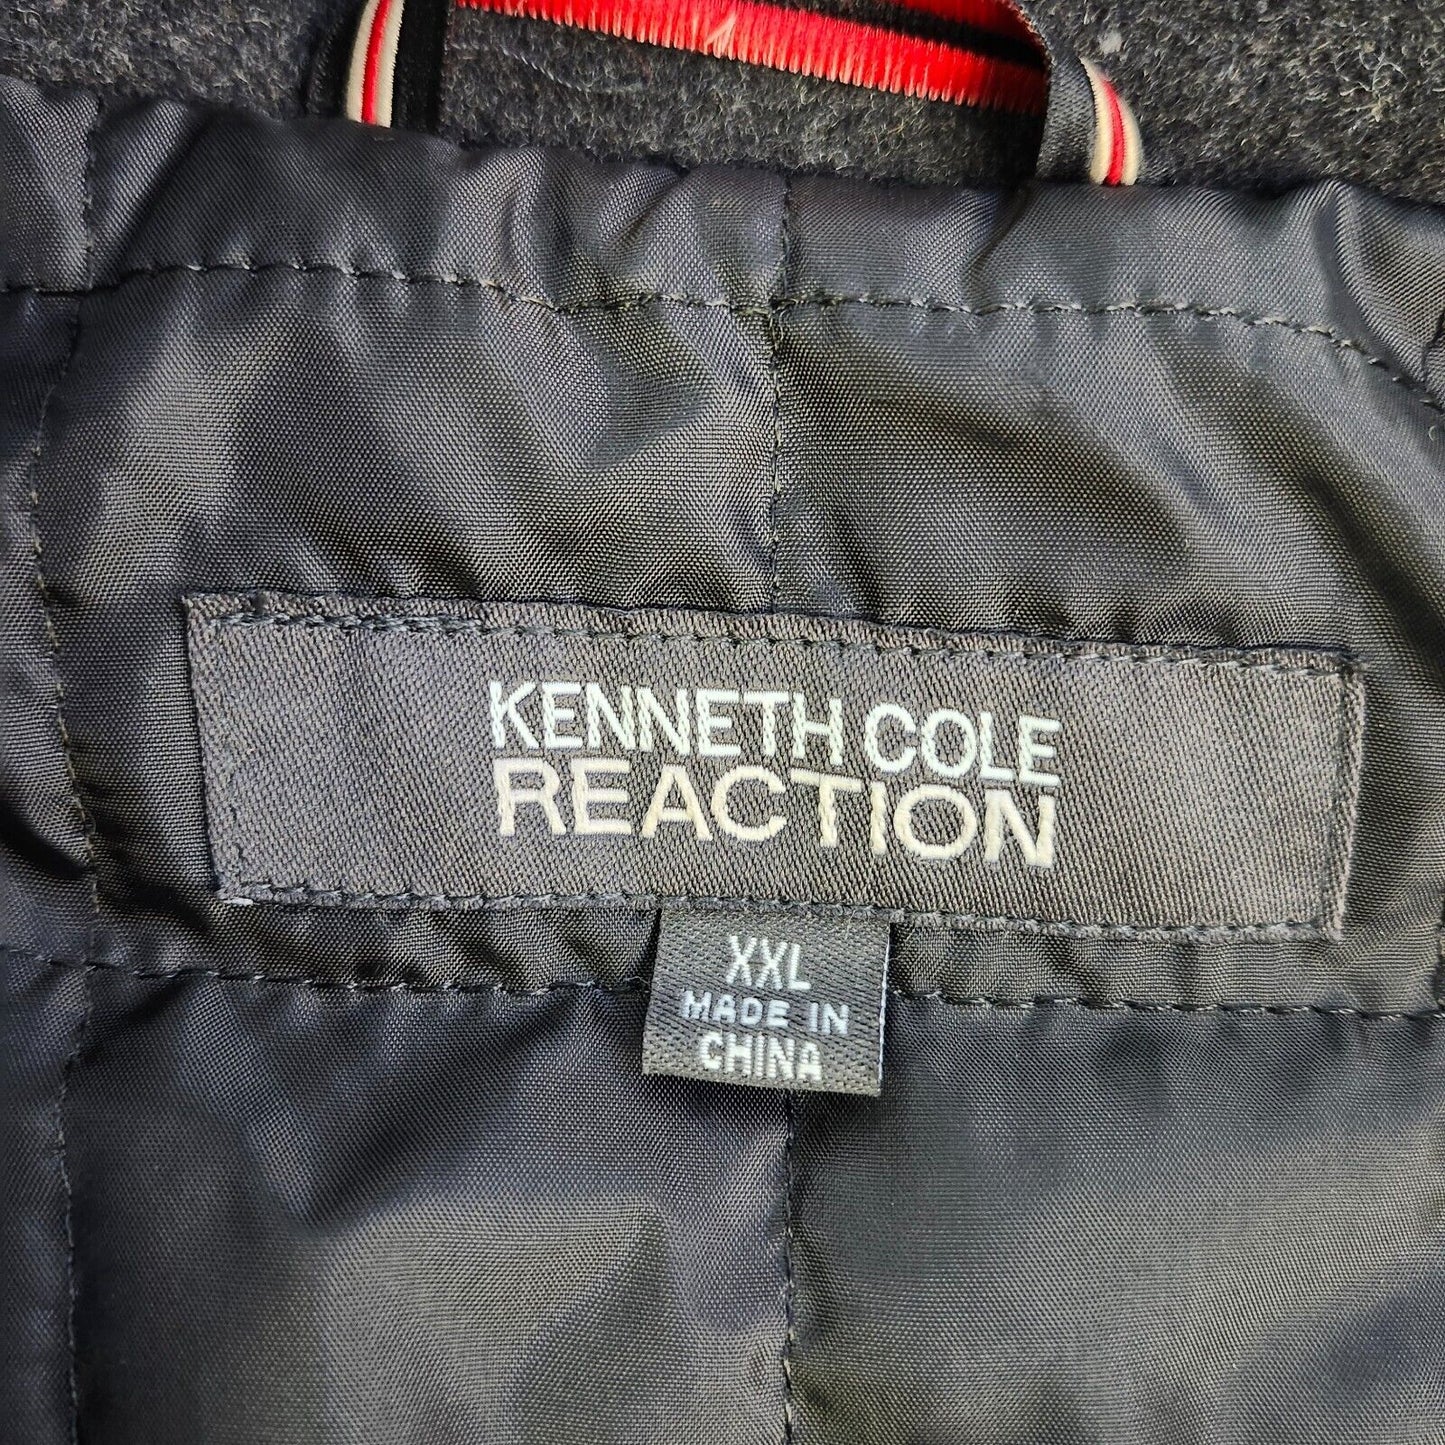 KENNETH COLE
REACTION
XXL
MADE IN
CHINA